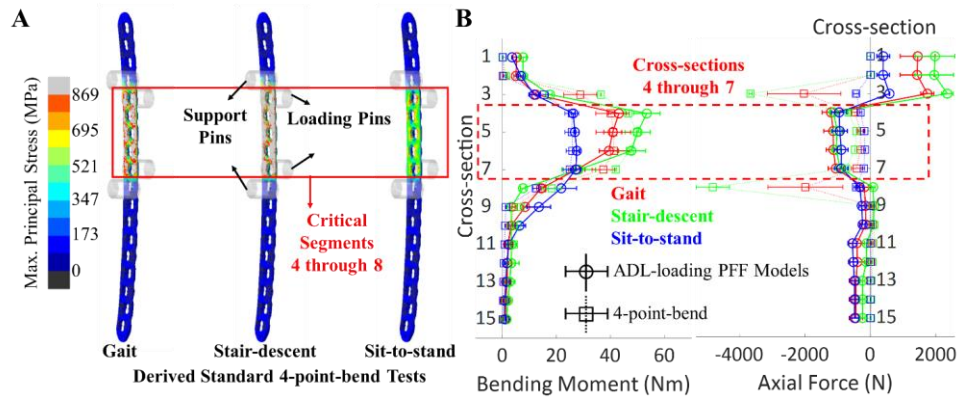 A
Max. Principal Stress (MPa)
869
695
521
347
173
0
Support
Pins
Loading Pins
Critical
Segments
4 through 8
Gait
Stair-descent
Sit-to-stand
Derived Standard 4-point-bend Tests
B
Cross-section
1
3
5
7
9
11
13
15
Cross-sections
4 through 7
Gait
Stair-descent
Sit-to-stand
ADL-loading PFF Models
4-point-bend
0
20
40
60
Bending Moment (Nm)
Cross-section
1
3
5
7
9
11
13
15
-4000
-2000
0
2000
Axial Force (N)